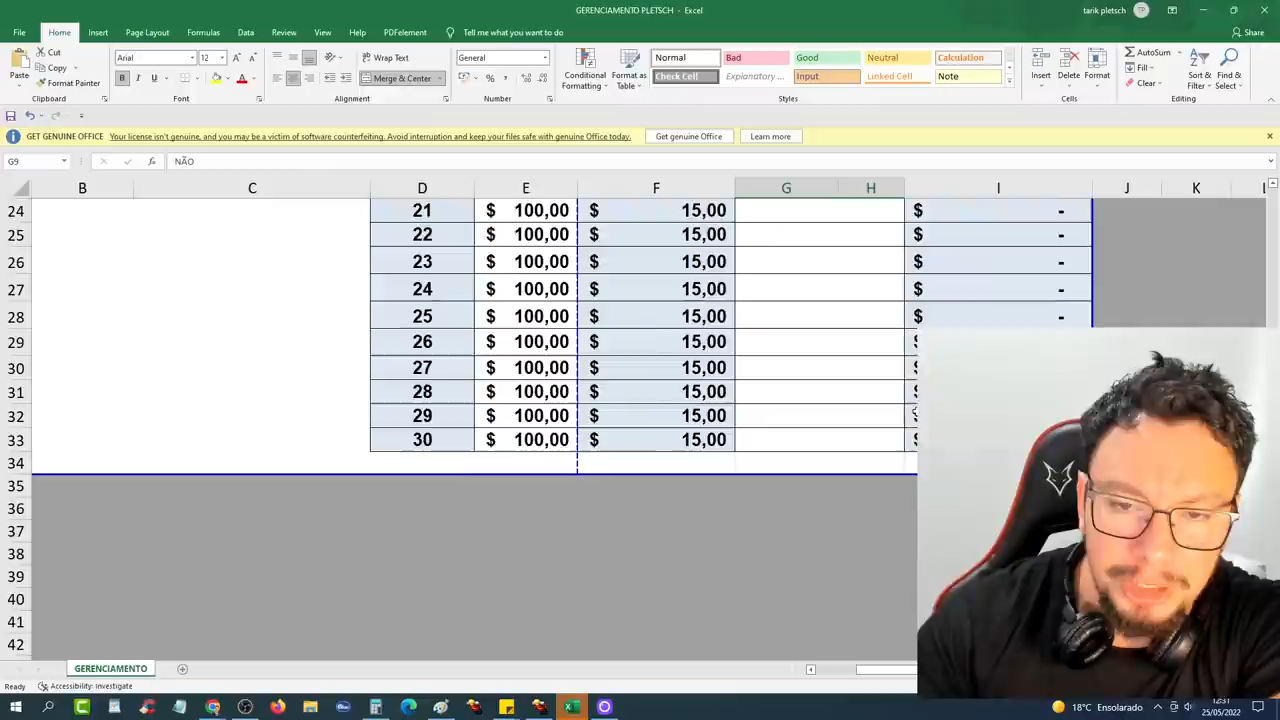 GERENCIAMENTO PLETSCH - Excel
tarik pletsch
TP
File Home Insert Page Layout Formulas Data Review View Help PDFelement Tell me what you want to do
Share
Paste
Cut
Copy
Format Painter
Clipboard
Arial 12
B I U
Font
Wrap Text
Merge & Center
Alignment
General
Number
Conditional Formatting
Format as Table
Normal Bad Good Neutral Calculation
Check Cell Explanatory ... Input Linked Cell Note
Styles
Insert Delete Format
Cells
AutoSum
Fill
Clear
Sort & Filter
Find & Select
Editing
GET GENUINE OFFICE Your license isn't genuine, and you may be a victim of software counterfeiting. Avoid interruption and keep your files safe with genuine Office today. Get genuine Office Learn more
G9 fx NÃO
B C D E F G H I J K
24 21 $ 100,00 $ 15,00 $ -
25 22 $ 100,00 $ 15,00 $ -
26 23 $ 100,00 $ 15,00 $ -
27 24 $ 100,00 $ 15,00 $ -
28 25 $ 100,00 $ 15,00 $ -
29 26 $ 100,00 $ 15,00
30 27 $ 100,00 $ 15,00
31 28 $ 100,00 $ 15,00
32 29 $ 100,00 $ 15,00
33 30 $ 100,00 $ 15,00
34
35
36
37
38
39
40
41
42
GERENCIAMENTO
Ready Accessibility: Investigate
18°C Ensolarado
12:31
25/05/2022